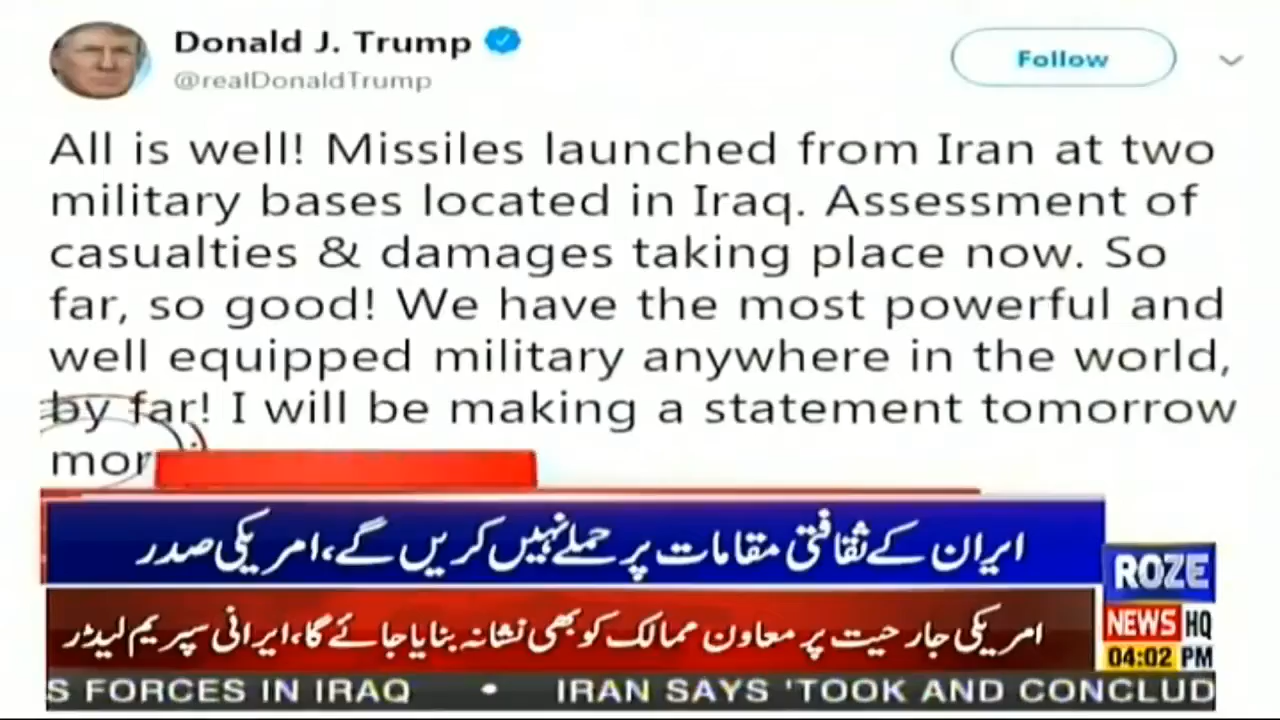 Donald J. Trump
@realDonaldTrump
Follow
All is well! Missiles launched from Iran at two
military bases located in Iraq. Assessment of
casualties & damages taking place now. So
far, so good! We have the most powerful and
well equipped military anywhere in the world,
by far! I will be making a statement tomorrow
mor
ایران کے ثقافتی مقامات پر حملے نہیں کریں گے، امریکی صدر
امریکی جارحیت پر معاون ممالک کو بھی نشانہ بنایا جائے گا، ایرانی سپریم لیڈر
ROZE
NEWS HQ
04:02 PM
S FORCES IN IRAQ • IRAN SAYS 'TOOK AND CONCLUD